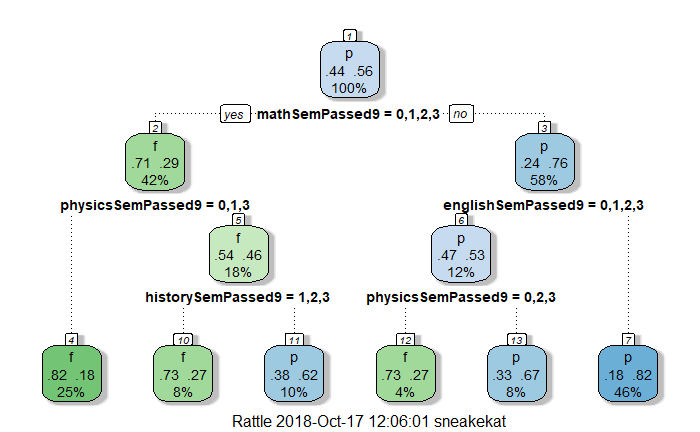 1
p
.44 .56
100%
yes mathSemPassed9 = 0,1,2,3 no
2 3
f p
.71 .29 .24 .76
42% 58%
physicsSemPassed9 = 0,1,3 englishSemPassed9 = 0,1,2,3
5 6
f p
.54 .46 .47 .53
18% 12%
historySemPassed9 = 1,2,3 physicsSemPassed9 = 0,2,3
4 10 11 12 13 7
f f p f p p
.82 .18 .73 .27 .38 .62 .73 .27 .33 .67 .18 .82
25% 8% 10% 4% 8% 46%
Rattle 2018-Oct-17 12:06:01 sneakekat